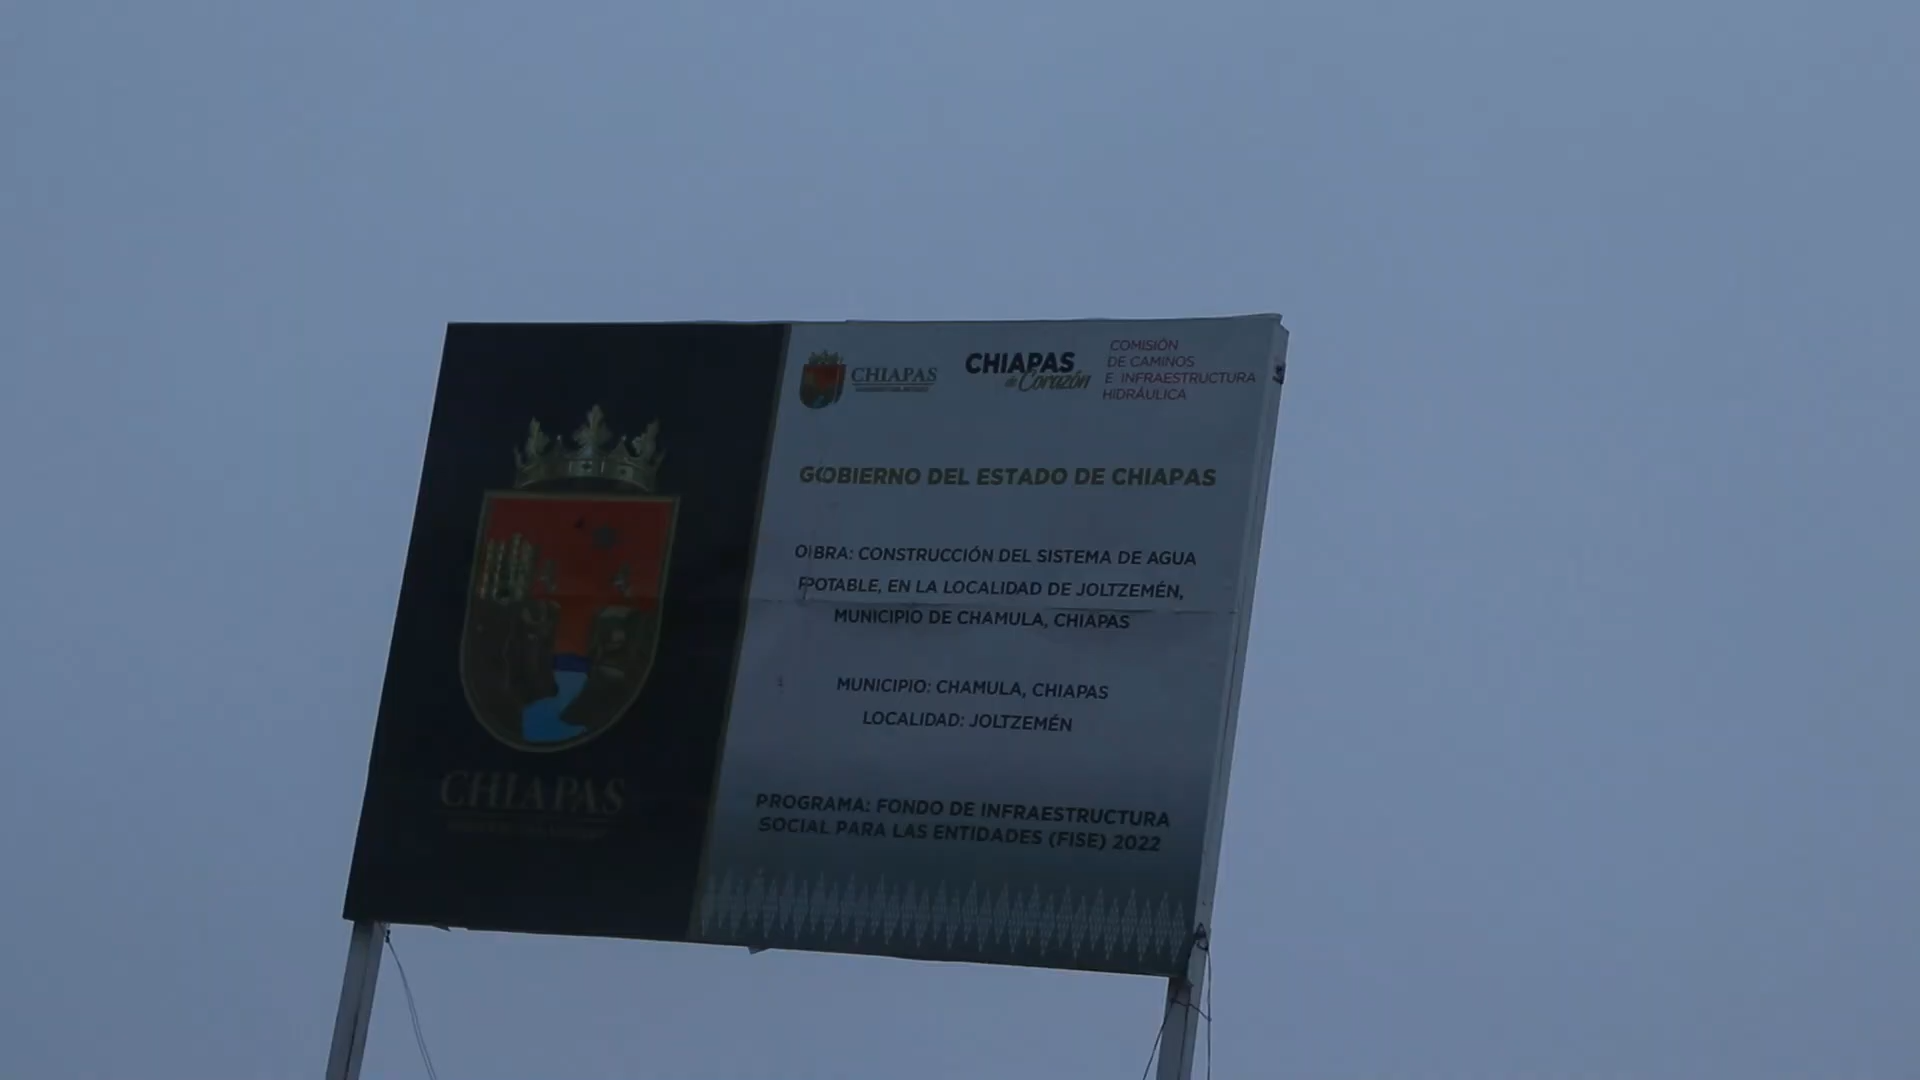 CHIAPAS
CHIAPAS
CHIAPAS
de Corazón
COMISIÓN
DE CAMINOS
E INFRAESTRUCTURA
HIDRÁULICA
GOBIERNO DEL ESTADO DE CHIAPAS
OBRA: CONSTRUCCIÓN DEL SISTEMA DE AGUA
POTABLE, EN LA LOCALIDAD DE JOLTZEMÉN,
MUNICIPIO DE CHAMULA, CHIAPAS
MUNICIPIO: CHAMULA, CHIAPAS
LOCALIDAD: JOLTZEMÉN
PROGRAMA: FONDO DE INFRAESTRUCTURA
SOCIAL PARA LAS ENTIDADES (FISE) 2022